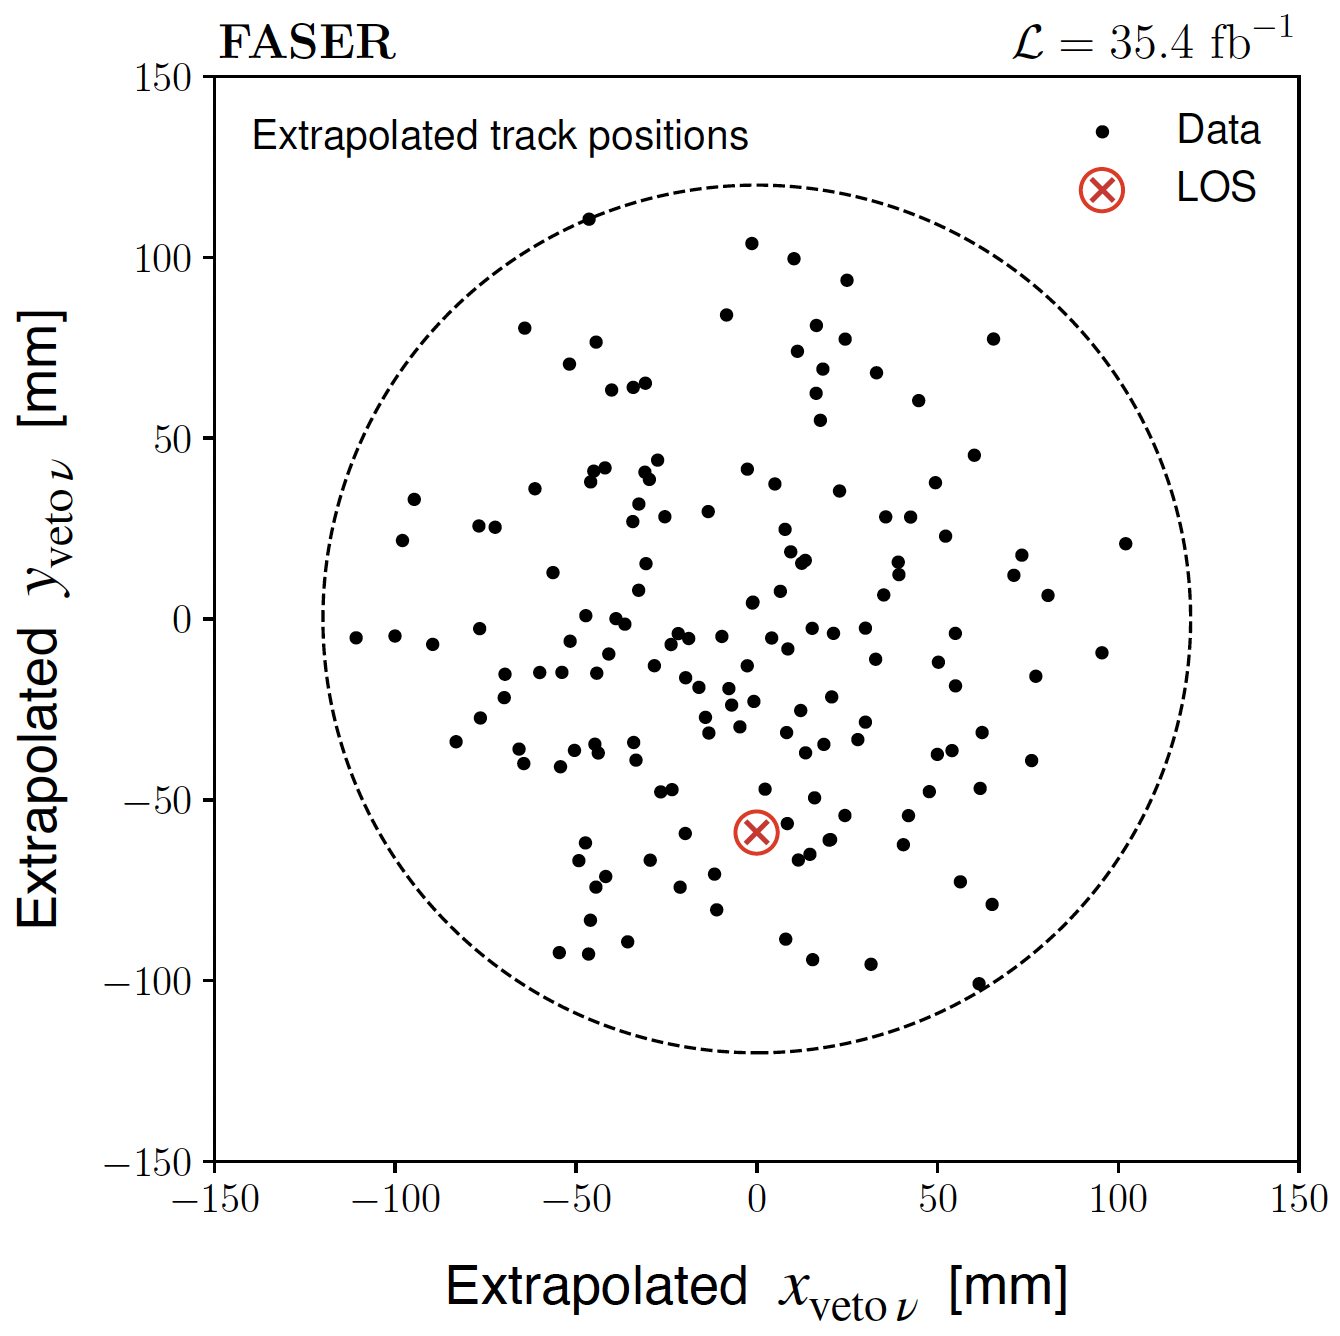 FASER
ℒ = 35.4 fb⁻¹
Extrapolated track positions
Data
LOS
150
100
50
0
−50
−100
−150
Extrapolated y_veto ν [mm]
−150 −100 −50 0 50 100 150
Extrapolated x_veto ν [mm]